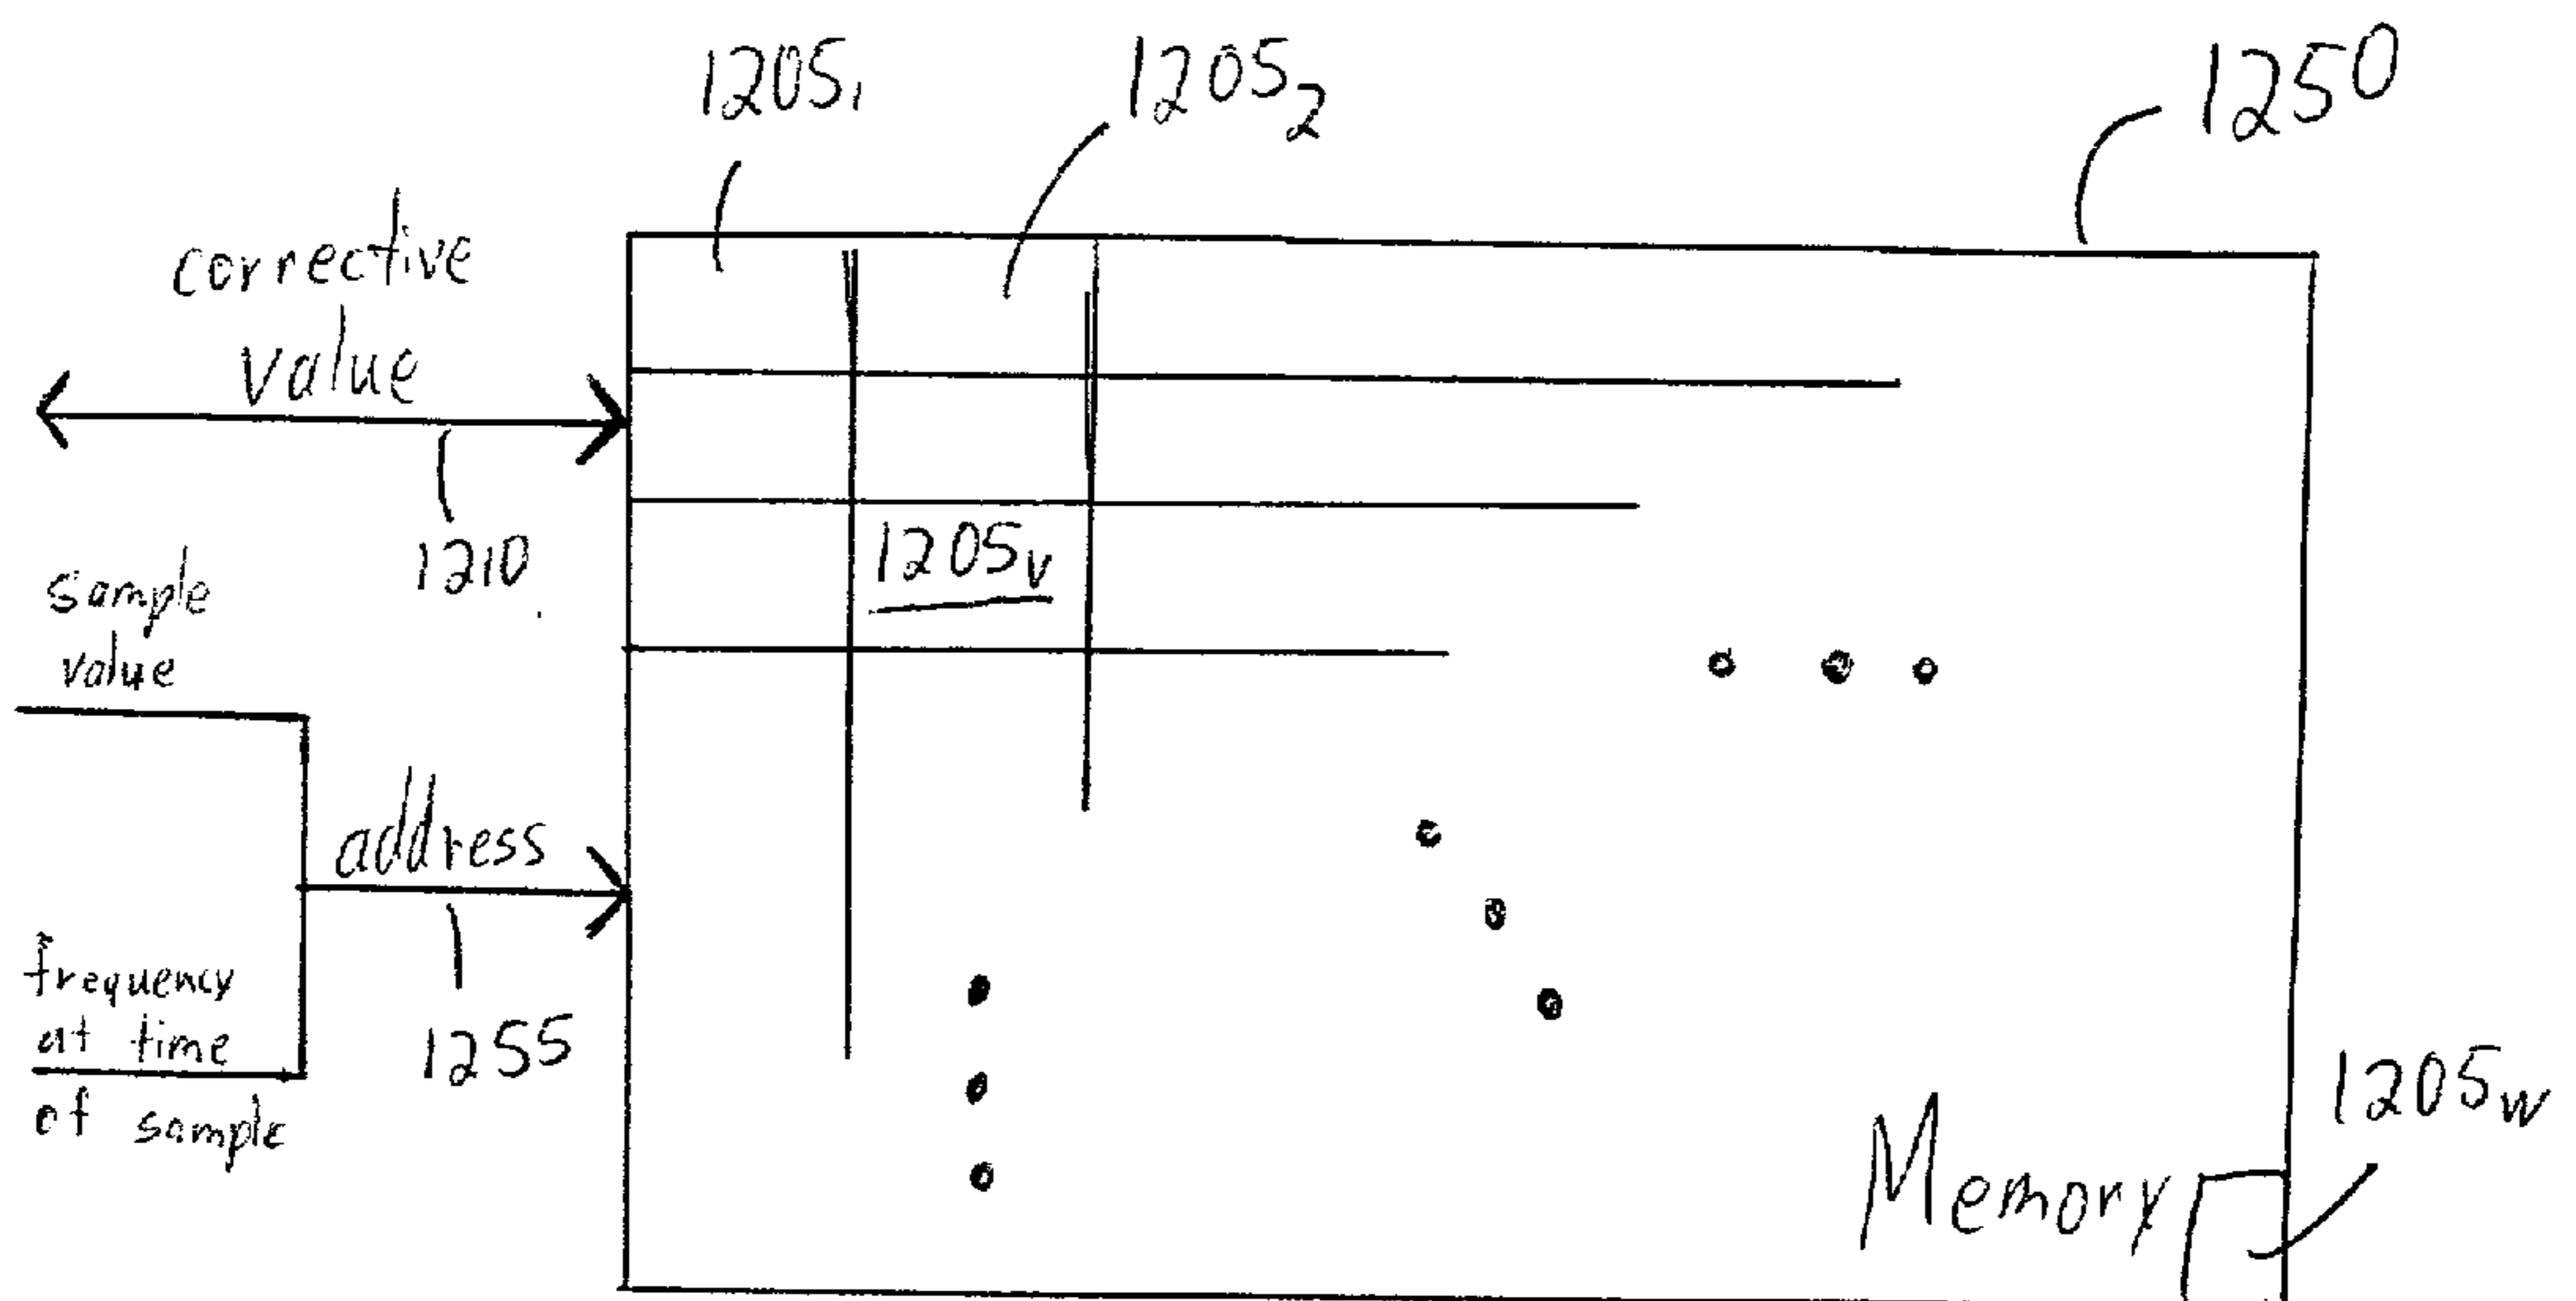 1205₁
1205₂
1250
corrective
value
1210
sample
value
1205ᵥ
address
1255
frequency
at time
of sample
Memory
1205w